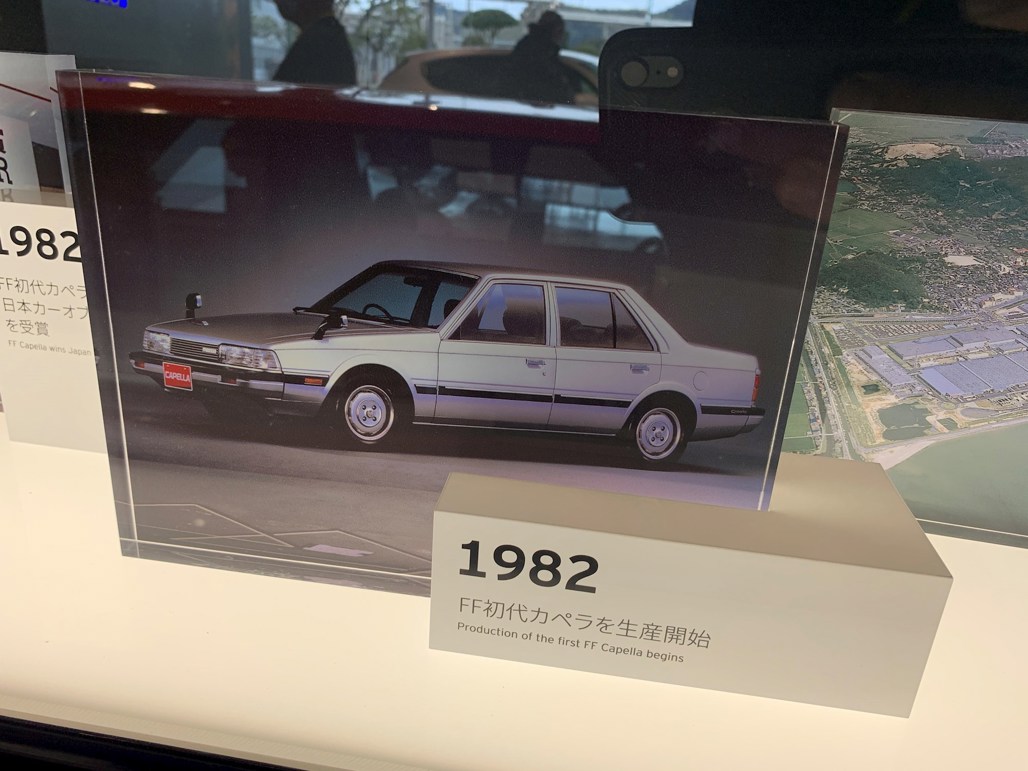 1982
FF初代カペラ
日本カーオブ
を受賞
FF Capella wins Japan
CAPELLA
1982
FF初代カペラを生産開始
Production of the first FF Capella begins